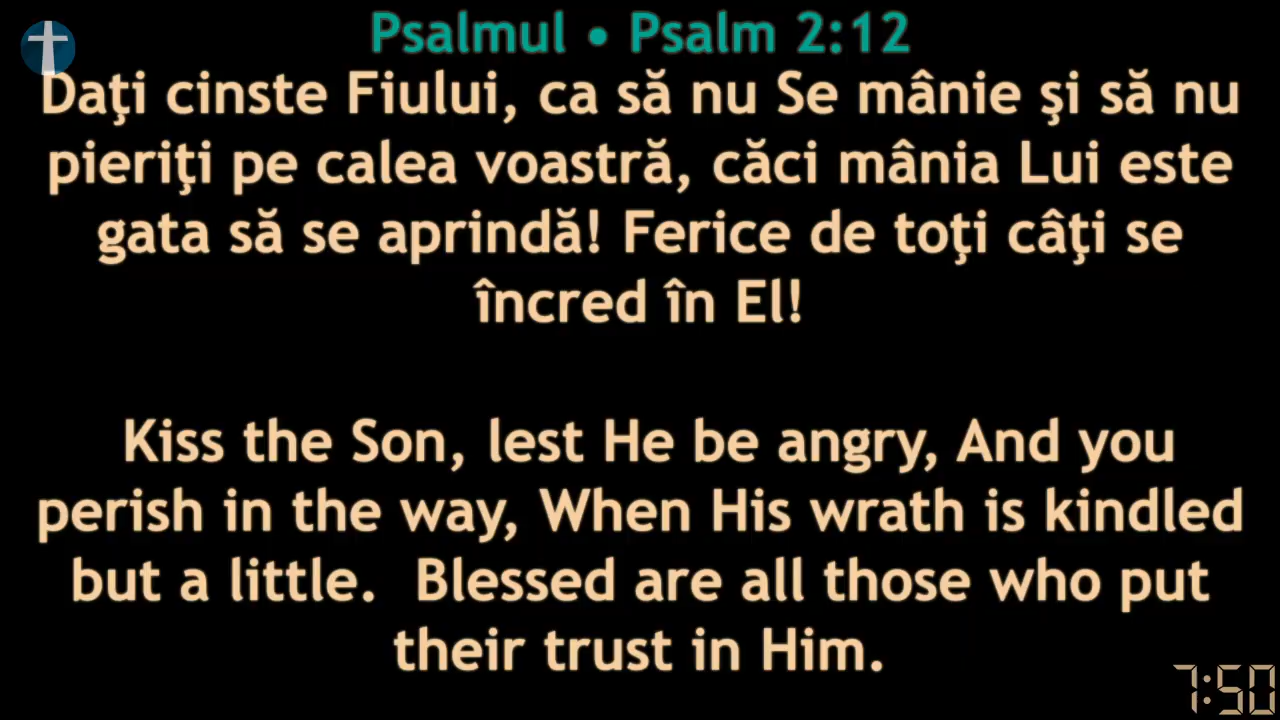 Psalmul • Psalm 2:12
Daţi cinste Fiului, ca să nu Se mânie şi să nu
pieriţi pe calea voastră, căci mânia Lui este
gata să se aprindă! Ferice de toţi câţi se
încred în El!
Kiss the Son, lest He be angry, And you
perish in the way, When His wrath is kindled
but a little.  Blessed are all those who put
their trust in Him.
7:50